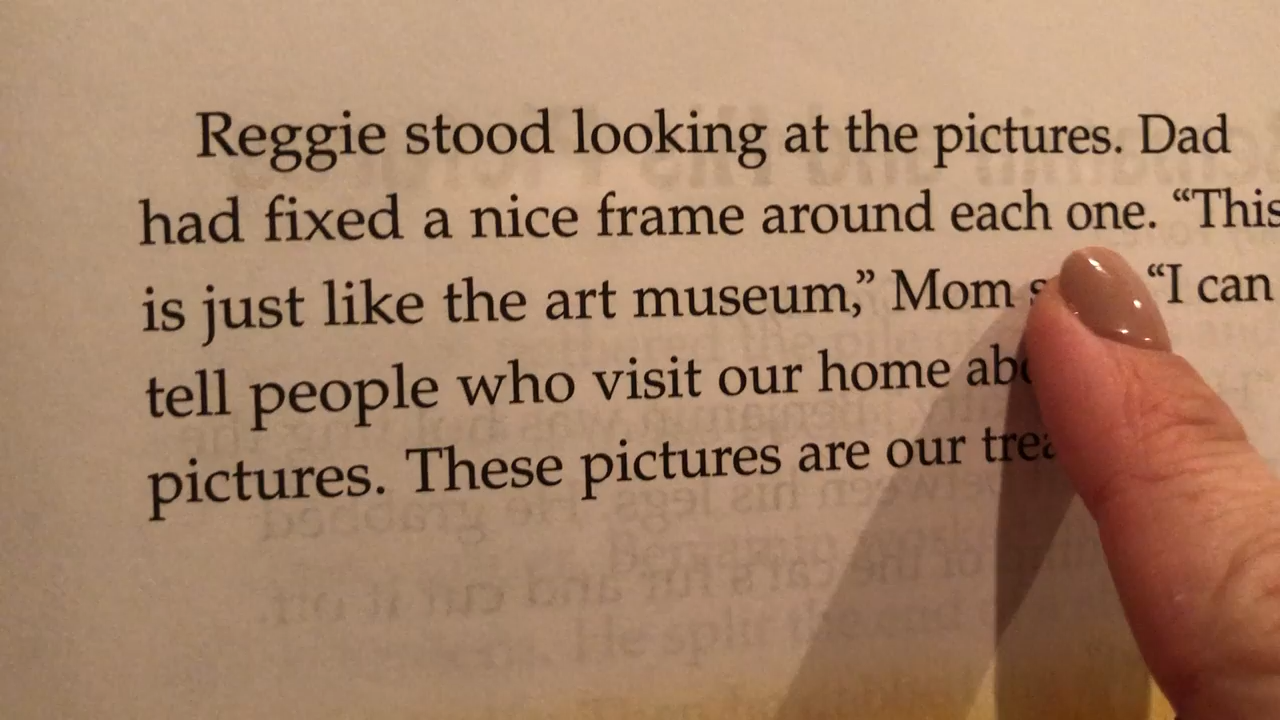 Reggie stood looking at the pictures. Dad
had fixed a nice frame around each one. “This
is just like the art museum,” Mom “I can
tell people who visit our home
pictures. These pictures are our